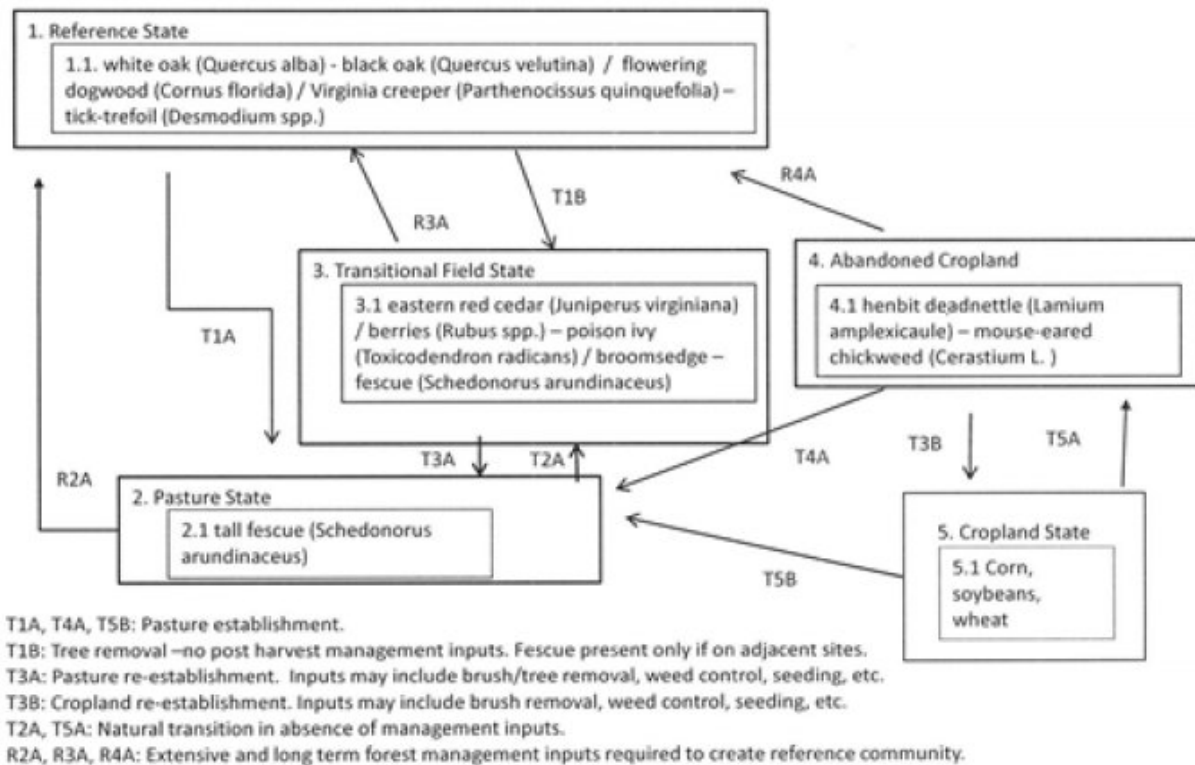 1. Reference State
1.1. white oak (Quercus alba) - black oak (Quercus velutina) / flowering
dogwood (Cornus florida) / Virginia creeper (Parthenocissus quinquefolia) –
tick-trefoil (Desmodium spp.)
R4A
T1B
R3A
3. Transitional Field State
3.1 eastern red cedar (Juniperus virginiana)
/ berries (Rubus spp.) – poison ivy
(Toxicodendron radicans) / broomsedge –
fescue (Schedonorus arundinaceus)
4. Abandoned Cropland
4.1 henbit deadnettle (Lamium
amplexicaule) – mouse-eared
chickweed (Cerastium L. )
T1A
T3A
T2A
T4A
T3B
T5A
R2A
2. Pasture State
2.1 tall fescue (Schedonorus
arundinaceus)
5. Cropland State
5.1 Corn,
soybeans,
wheat
T5B
T1A, T4A, T5B: Pasture establishment.
T1B: Tree removal –no post harvest management inputs. Fescue present only if on adjacent sites.
T3A: Pasture re-establishment. Inputs may include brush/tree removal, weed control, seeding, etc.
T3B: Cropland re-establishment. Inputs may include brush removal, weed control, seeding, etc.
T2A, T5A: Natural transition in absence of management inputs.
R2A, R3A, R4A: Extensive and long term forest management inputs required to create reference community.